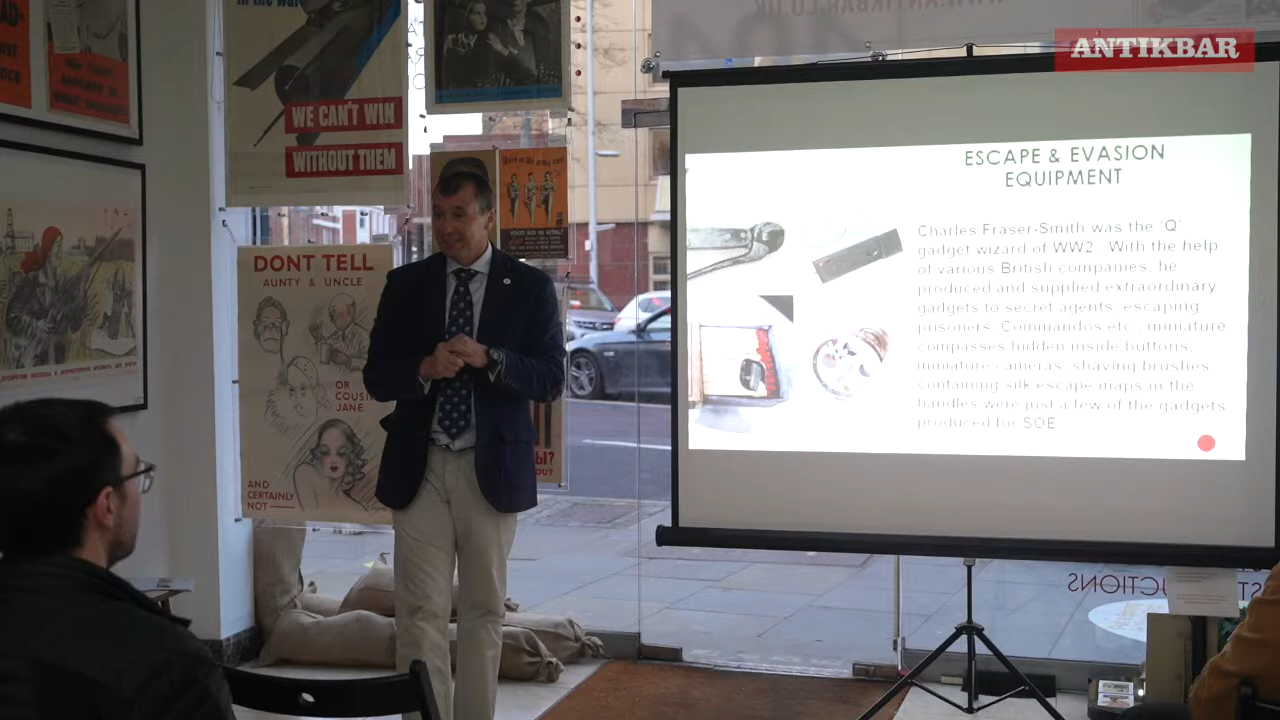 ANTIKBAR
WE CAN'T WIN
WITHOUT THEM
ESCAPE & EVASION
EQUIPMENT
Charles Fraser-Smith was the 'Q'
gadget wizard of WW2. With the help
of various British companies, he
produced and supplied extraordinary
gadgets to secret agents, escaping
prisoners, Commandos etc., miniature
compasses hidden inside buttons,
miniature cameras, shaving brushes
containing silk escape maps in the
handles were just a few of the gadgets
produced for SOE
DONT TELL
AUNTY & UNCLE
OR
COUSIN
JANE
AND
CERTAINLY
NOT